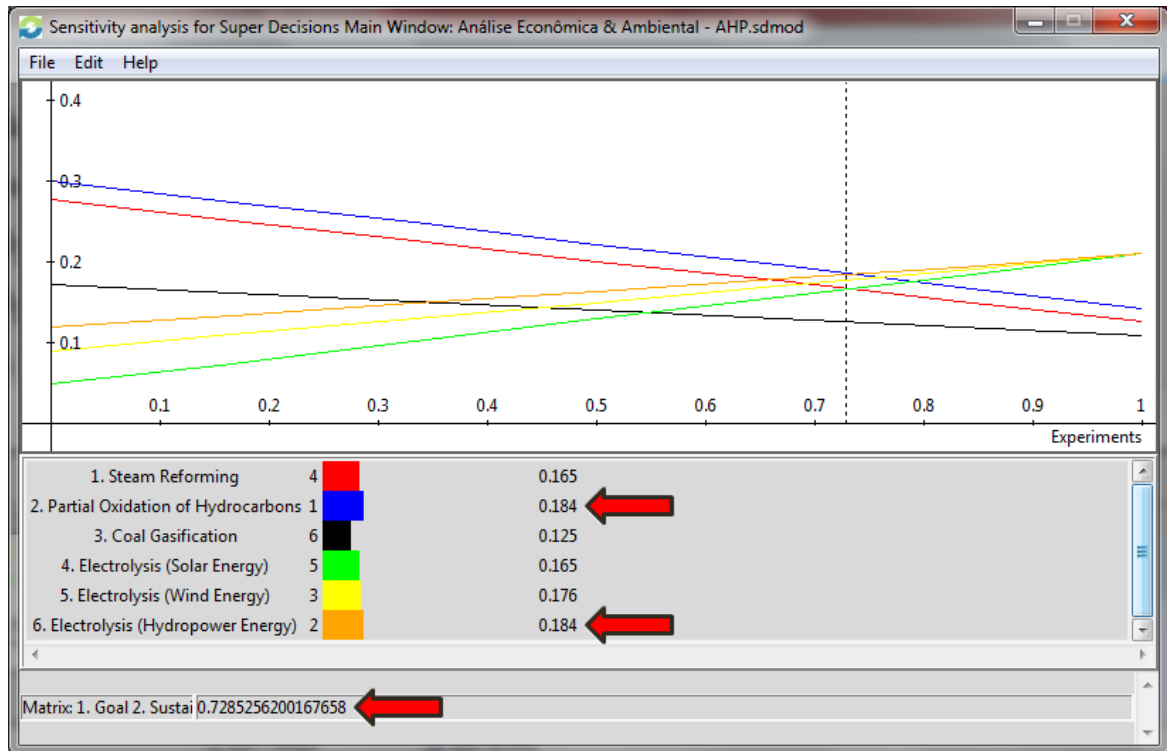 Sensitivity analysis for Super Decisions Main Window: Análise Econômica & Ambiental - AHP.sdmod
File Edit Help
0.4
0.3
0.2
0.1
0.1 0.2 0.3 0.4 0.5 0.6 0.7 0.8 0.9 1
Experiments
1. Steam Reforming 4 0.165
2. Partial Oxidation of Hydrocarbons 1 0.184
3. Coal Gasification 6 0.125
4. Electrolysis (Solar Energy) 5 0.165
5. Electrolysis (Wind Energy) 3 0.176
6. Electrolysis (Hydropower Energy) 2 0.184
Matrix: 1. Goal 2. Sustai 0.7285256200167658